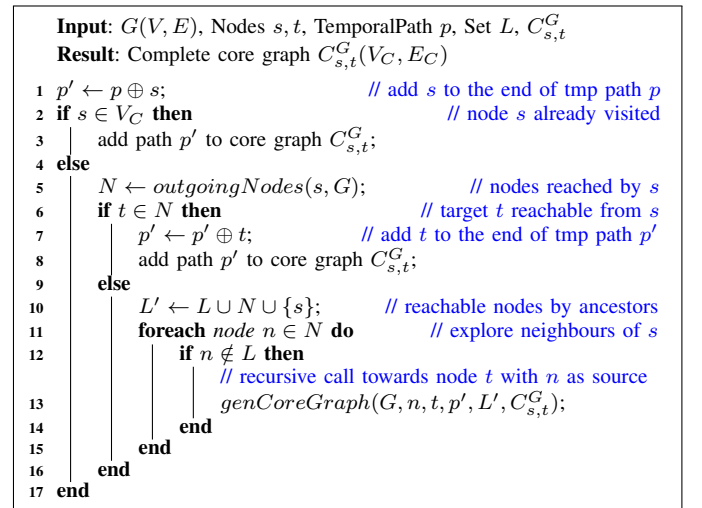 Input: G(V, E), Nodes s, t, TemporalPath p, Set L, C^G_{s,t}
Result: Complete core graph C^G_{s,t}(V_C, E_C)
1 p′ ← p ⊕ s; // add s to the end of tmp path p
2 if s ∈ V_C then // node s already visited
3 add path p′ to core graph C^G_{s,t};
4 else
5 N ← outgoingNodes(s, G); // nodes reached by s
6 if t ∈ N then // target t reachable from s
7 p′ ← p′ ⊕ t; // add t to the end of tmp path p′
8 add path p′ to core graph C^G_{s,t};
9 else
10 L′ ← L ∪ N ∪ {s}; // reachable nodes by ancestors
11 foreach node n ∈ N do // explore neighbours of s
12 if n ∉ L then
// recursive call towards node t with n as source
13 genCoreGraph(G, n, t, p′, L′, C^G_{s,t});
14 end
15 end
16 end
17 end